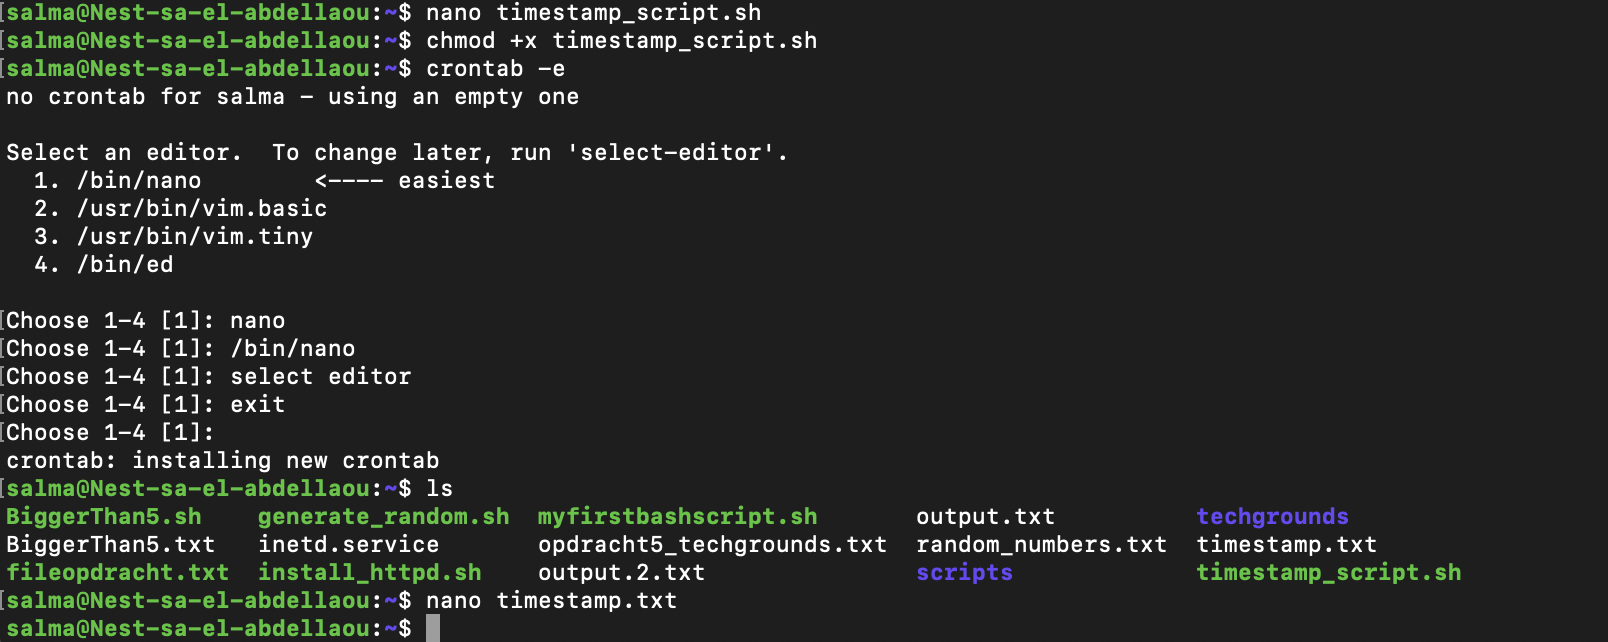 salma@Nest-sa-el-abdellaou:~$ nano timestamp_script.sh
salma@Nest-sa-el-abdellaou:~$ chmod +x timestamp_script.sh
salma@Nest-sa-el-abdellaou:~$ crontab -e
no crontab for salma - using an empty one
Select an editor.  To change later, run 'select-editor'.
  1. /bin/nano        <---- easiest
  2. /usr/bin/vim.basic
  3. /usr/bin/vim.tiny
  4. /bin/ed
Choose 1-4 [1]: nano
Choose 1-4 [1]: /bin/nano
Choose 1-4 [1]: select editor
Choose 1-4 [1]: exit
Choose 1-4 [1]:
crontab: installing new crontab
salma@Nest-sa-el-abdellaou:~$ ls
BiggerThan5.sh    generate_random.sh  myfirstbashscript.sh       output.txt          techgrounds
BiggerThan5.txt   inetd.service       opdracht5_techgrounds.txt  random_numbers.txt  timestamp.txt
fileopdracht.txt  install_httpd.sh    output.2.txt               scripts             timestamp_script.sh
salma@Nest-sa-el-abdellaou:~$ nano timestamp.txt
salma@Nest-sa-el-abdellaou:~$